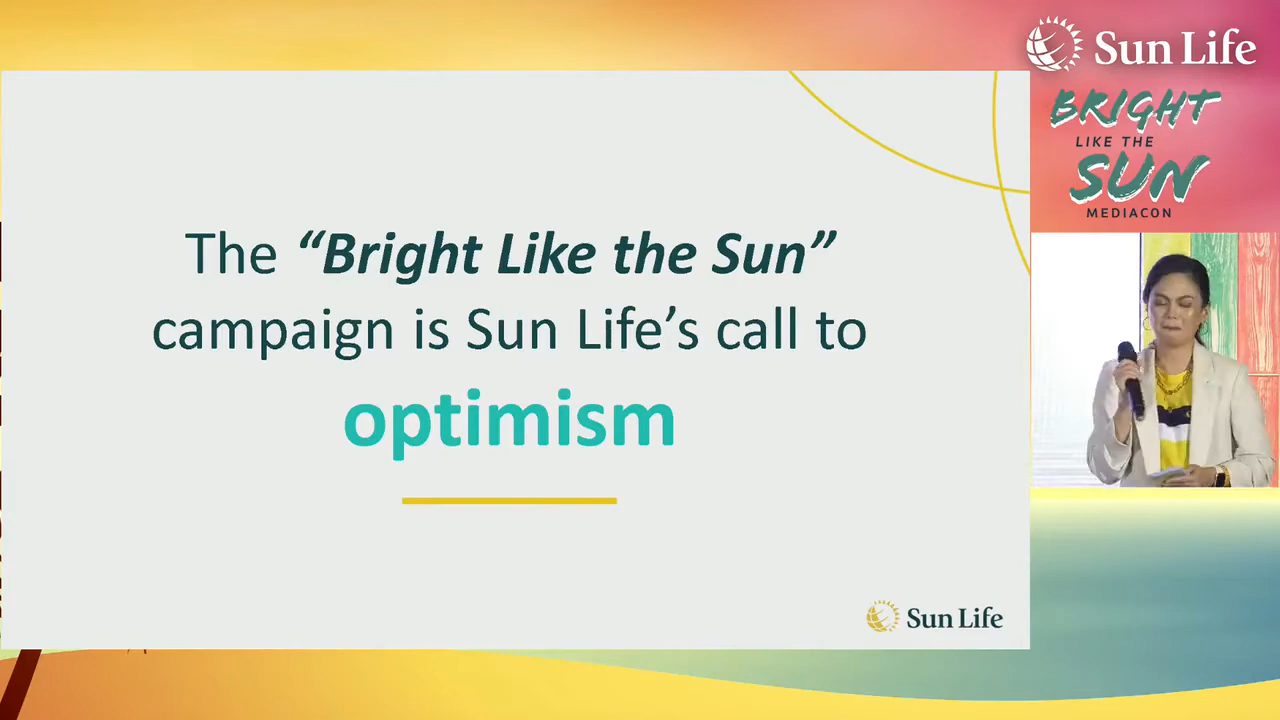 Sun Life
BRIGHT
LIKE THE
SUN
MEDIACON
The “Bright Like the Sun”
campaign is Sun Life’s call to
optimism
Sun Life